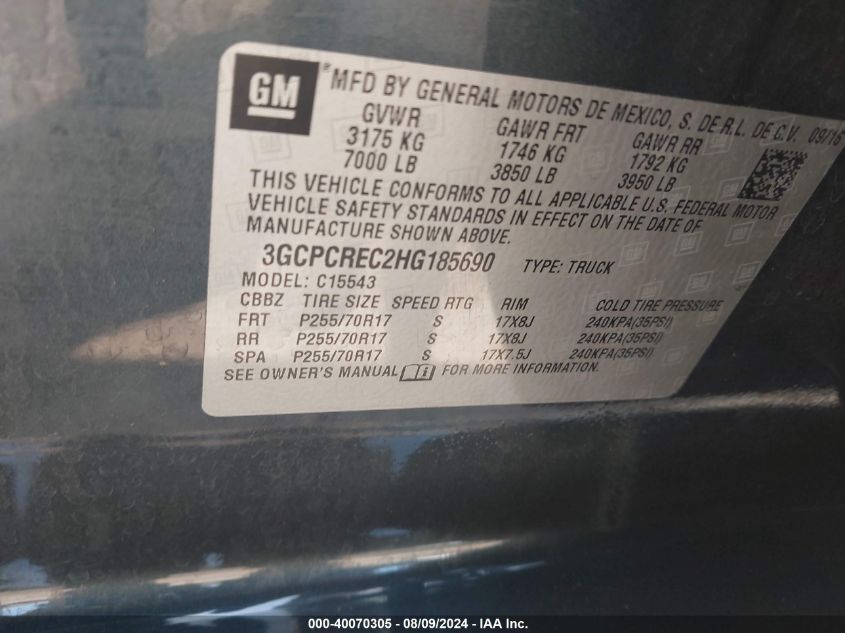 GM
® MFD BY GENERAL MOTORS DE MEXICO, S. DE R.L. DE C.V. 09/16
GVWR GAWR FRT GAWR RR
3175 KG 1746 KG 1792 KG
7000 LB 3850 LB 3950 LB
THIS VEHICLE CONFORMS TO ALL APPLICABLE U.S. FEDERAL MOTOR
VEHICLE SAFETY STANDARDS IN EFFECT ON THE DATE OF
MANUFACTURE SHOWN ABOVE.
3GCPCREC2HG185690 TYPE: TRUCK
MODEL: C15543
CBBZ TIRE SIZE SPEED RTG RIM COLD TIRE PRESSURE
FRT P255/70R17 S 17X8J 240KPA(35PSI)
RR P255/70R17 S 17X8J 240KPA(35PSI)
SPA P255/70R17 S 17X7.5J 240KPA(35PSI)
SEE OWNER'S MANUAL i FOR MORE INFORMATION.
000-40070305 - 08/09/2024 - IAA Inc.